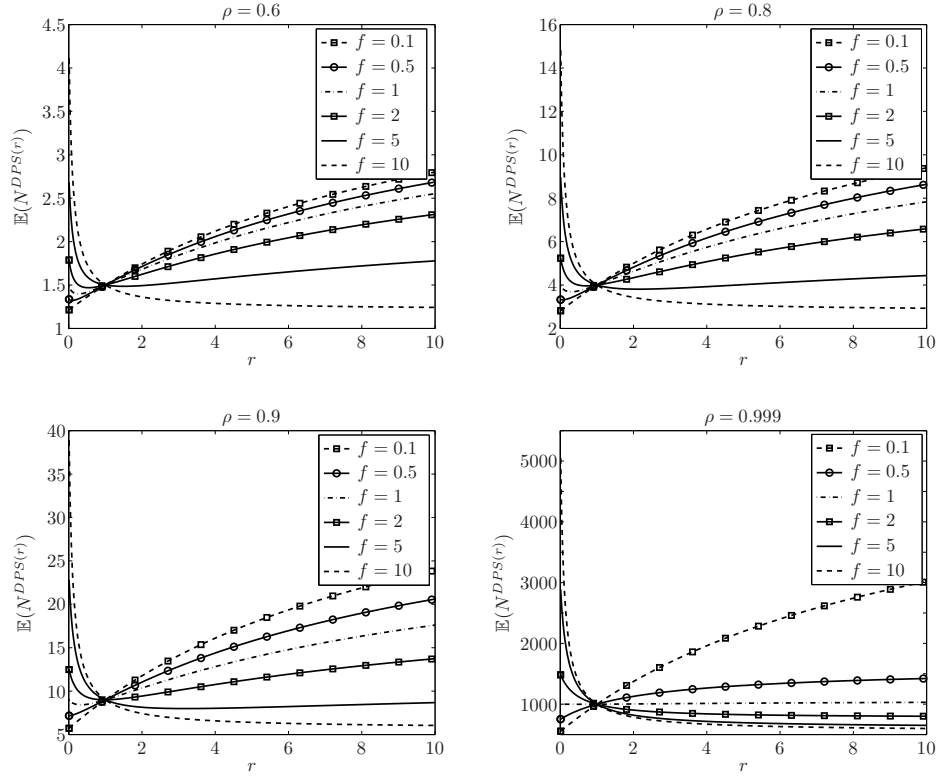 ρ = 0.6
4.5
4
3.5
3
2.5
2
1.5
1
0 2 4 6 8 10
r
𝔼(N^{DPS(r)})
f = 0.1
f = 0.5
f = 1
f = 2
f = 5
f = 10
ρ = 0.8
16
14
12
10
8
6
4
2
0 2 4 6 8 10
r
𝔼(N^{DPS(r)})
f = 0.1
f = 0.5
f = 1
f = 2
f = 5
f = 10
ρ = 0.9
40
35
30
25
20
15
10
5
0 2 4 6 8 10
r
𝔼(N^{DPS(r)})
f = 0.1
f = 0.5
f = 1
f = 2
f = 5
f = 10
ρ = 0.999
5000
4000
3000
2000
1000
0 2 4 6 8 10
r
𝔼(N^{DPS(r)})
f = 0.1
f = 0.5
f = 1
f = 2
f = 5
f = 10